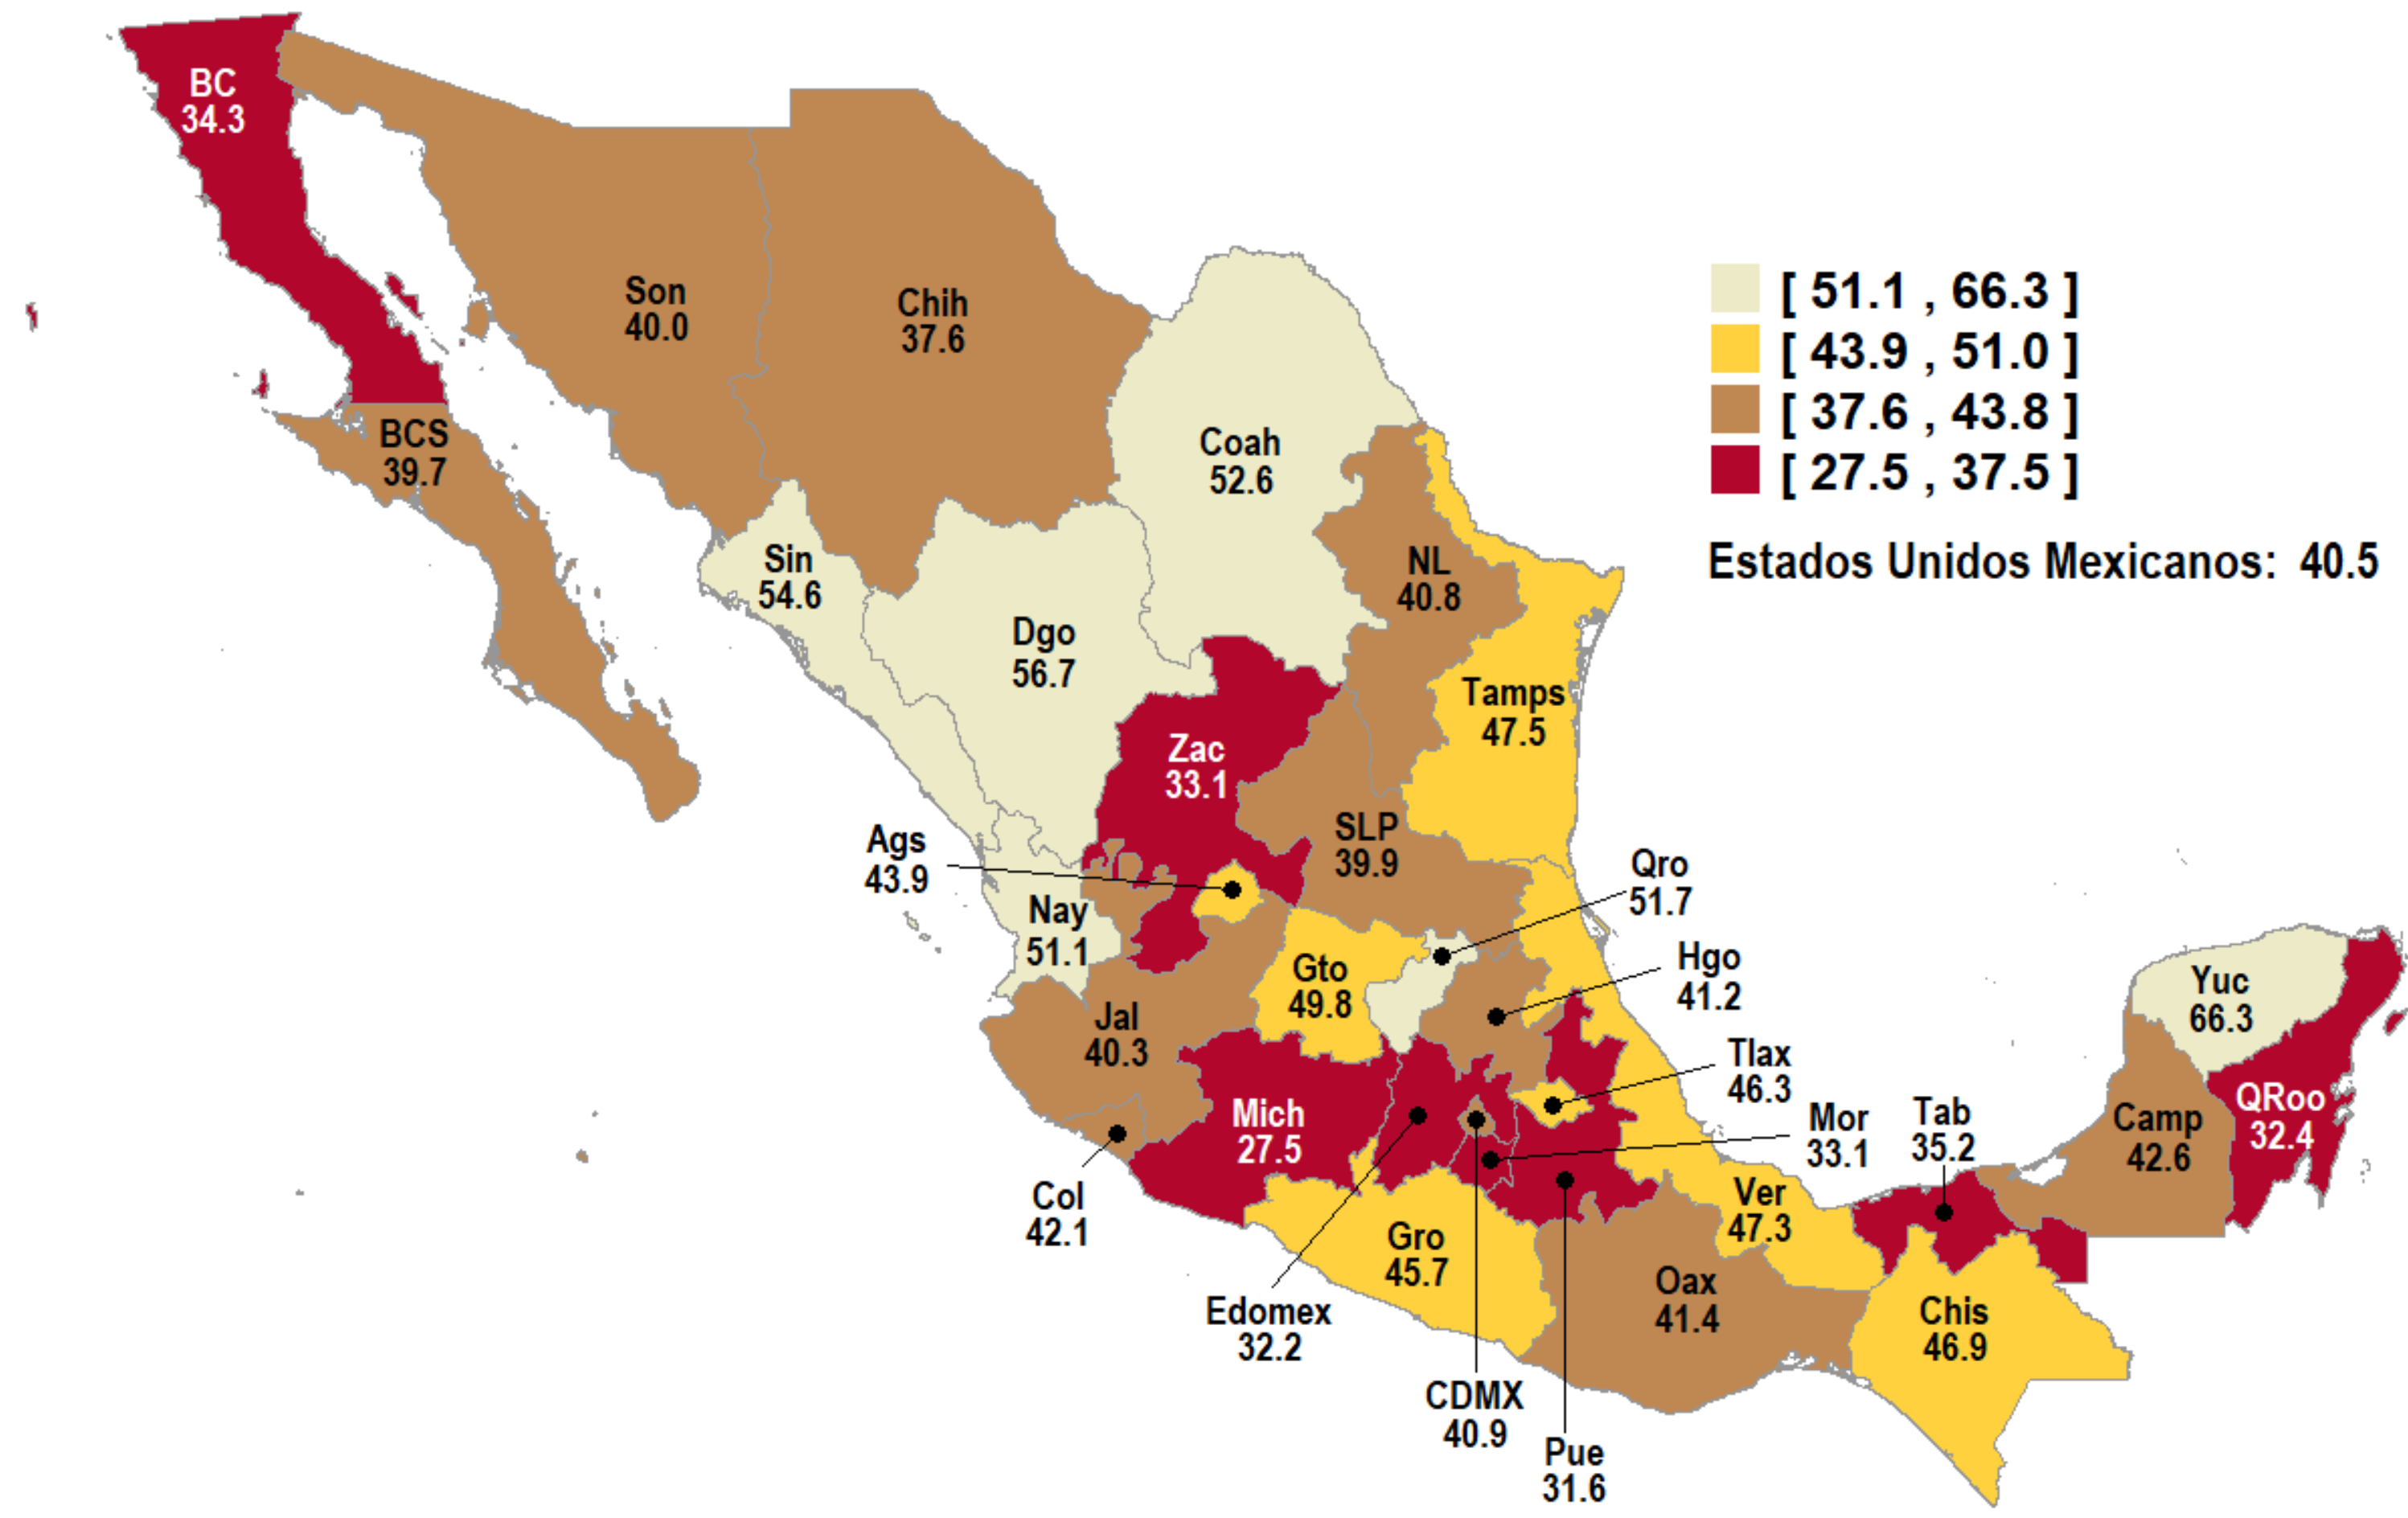 BC
34.3
Son
40.0
Chih
37.6
[ 51.1 , 66.3 ]
[ 43.9 , 51.0 ]
[ 37.6 , 43.8 ]
[ 27.5 , 37.5 ]
Estados Unidos Mexicanos: 40.5
BCS
39.7
Coah
52.6
Sin
54.6
NL
40.8
Dgo
56.7
Tamps
47.5
Zac
33.1
Ags
43.9
SLP
39.9
Qro
51.7
Nay
51.1
Gto
49.8
Hgo
41.2
Yuc
66.3
Jal
40.3
Tlax
46.3
Mich
27.5
Mor
33.1
Tab
35.2
Camp
42.6
QRoo
32.4
Col
42.1
Ver
47.3
Gro
45.7
Oax
41.4
Edomex
32.2
Chis
46.9
CDMX
40.9
Pue
31.6